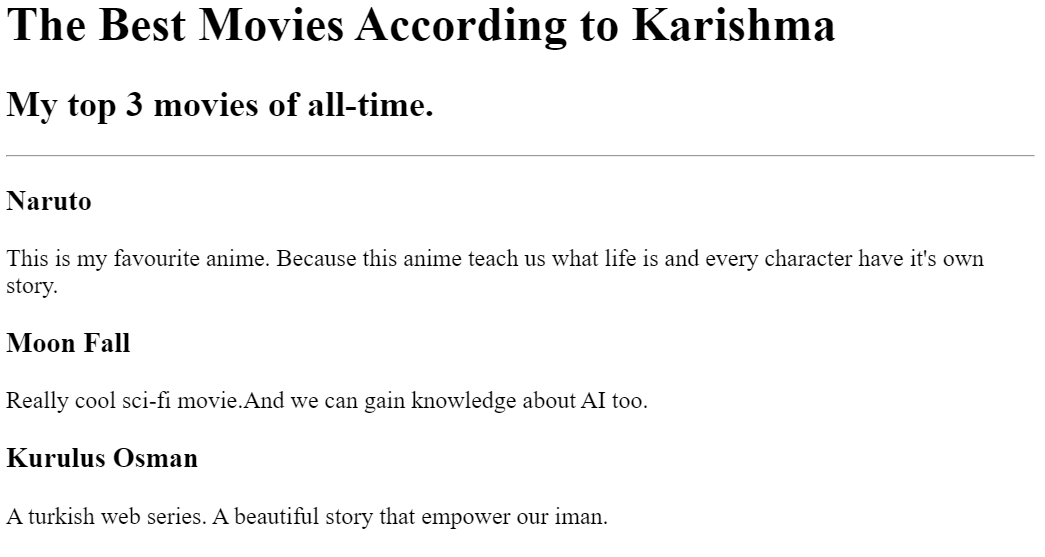 The Best Movies According to Karishma
My top 3 movies of all-time.
Naruto
This is my favourite anime. Because this anime teach us what life is and every character have it's own
story.
Moon Fall
Really cool sci-fi movie.And we can gain knowledge about AI too.
Kurulus Osman
A turkish web series. A beautiful story that empower our iman.